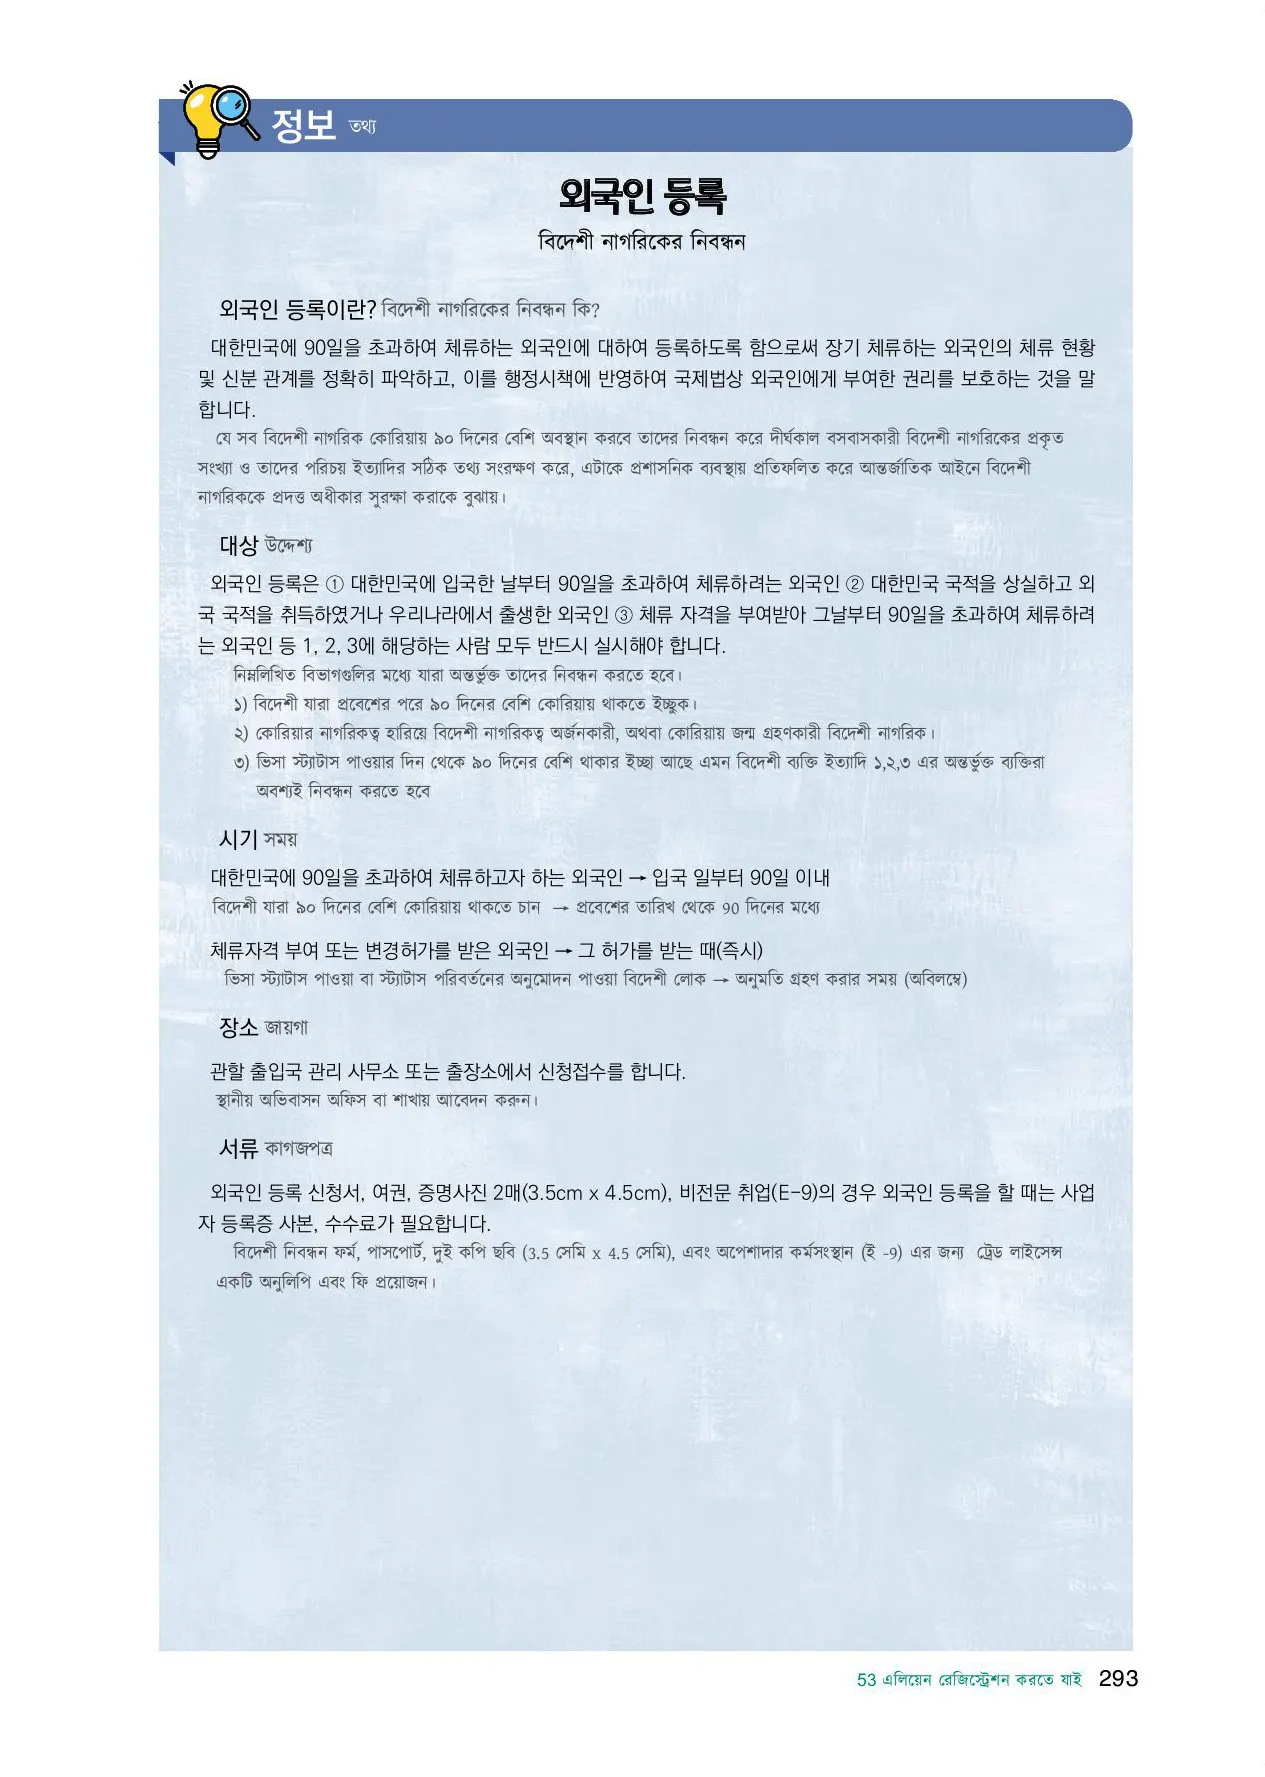 정보 তথ্য
외국인 등록
বিদেশী নাগরিকের নিবন্ধন
외국인 등록이란? বিদেশী নাগরিকের নিবন্ধন কি?
대한민국에 90일을 초과하여 체류하는 외국인에 대하여 등록하도록 함으로써 장기 체류하는 외국인의 체류 현황
및 신분 관계를 정확히 파악하고, 이를 행정시책에 반영하여 국제법상 외국인에게 부여한 권리를 보호하는 것을 말
합니다.
যে সব বিদেশী নাগরিক কোরিয়ায় ৯০ দিনের বেশি অবস্থান করবে তাদের নিবন্ধন করে দীর্ঘকাল বসবাসকারী বিদেশী নাগরিকের প্রকৃত
সংখ্যা ও তাদের পরিচয় ইত্যাদির সঠিক তথ্য সংরক্ষণ করে, এটাকে প্রশাসনিক ব্যবস্থায় প্রতিফলিত করে আন্তর্জাতিক আইনে বিদেশী
নাগরিককে প্রদত্ত অধীকার সুরক্ষা করাকে বুঝায়।
대상 উদ্দেশ্য
외국인 등록은 ① 대한민국에 입국한 날부터 90일을 초과하여 체류하려는 외국인 ② 대한민국 국적을 상실하고 외
국 국적을 취득하였거나 우리나라에서 출생한 외국인 ③ 체류 자격을 부여받아 그날부터 90일을 초과하여 체류하려
는 외국인 등 1, 2, 3에 해당하는 사람 모두 반드시 실시해야 합니다.
নিম্নলিখিত বিভাগগুলির মধ্যে যারা অন্তর্ভুক্ত তাদের নিবন্ধন করতে হবে।
১) বিদেশী যারা প্রবেশের পরে ৯০ দিনের বেশি কোরিয়ায় থাকতে ইচ্ছুক।
২) কোরিয়ার নাগরিকত্ব হারিয়ে বিদেশী নাগরিকত্ব অর্জনকারী, অথবা কোরিয়ায় জন্ম গ্রহণকারী বিদেশী নাগরিক।
৩) ভিসা স্ট্যাটাস পাওয়ার দিন থেকে ৯০ দিনের বেশি থাকার ইচ্ছা আছে এমন বিদেশী ব্যক্তি ইত্যাদি ১,২,৩ এর অন্তর্ভুক্ত ব্যক্তিরা
অবশ্যই নিবন্ধন করতে হবে
시기 সময়
대한민국에 90일을 초과하여 체류하고자 하는 외국인 → 입국 일부터 90일 이내
বিদেশী যারা ৯০ দিনের বেশি কোরিয়ায় থাকতে চান → প্রবেশের তারিখ থেকে 90 দিনের মধ্যে
체류자격 부여 또는 변경허가를 받은 외국인 → 그 허가를 받는 때(즉시)
ভিসা স্ট্যাটাস পাওয়া বা স্ট্যাটাস পরিবর্তনের অনুমোদন পাওয়া বিদেশী লোক → অনুমতি গ্রহণ করার সময় (অবিলম্বে)
장소 জায়গা
관할 출입국 관리 사무소 또는 출장소에서 신청접수를 합니다.
স্থানীয় অভিবাসন অফিস বা শাখায় আবেদন করুন।
서류 কাগজপত্র
외국인 등록 신청서, 여권, 증명사진 2매(3.5cm x 4.5cm), 비전문 취업(E-9)의 경우 외국인 등록을 할 때는 사업
자 등록증 사본, 수수료가 필요합니다.
বিদেশী নিবন্ধন ফর্ম, পাসপোর্ট, দুই কপি ছবি (3.5 সেমি x 4.5 সেমি), এবং অপেশাদার কর্মসংস্থান (ই -9) এর জন্য ট্রেড লাইসেন্স
একটি অনুলিপি এবং ফি প্রয়োজন।
53 এলিয়েন রেজিস্ট্রেশন করতে যাই 293